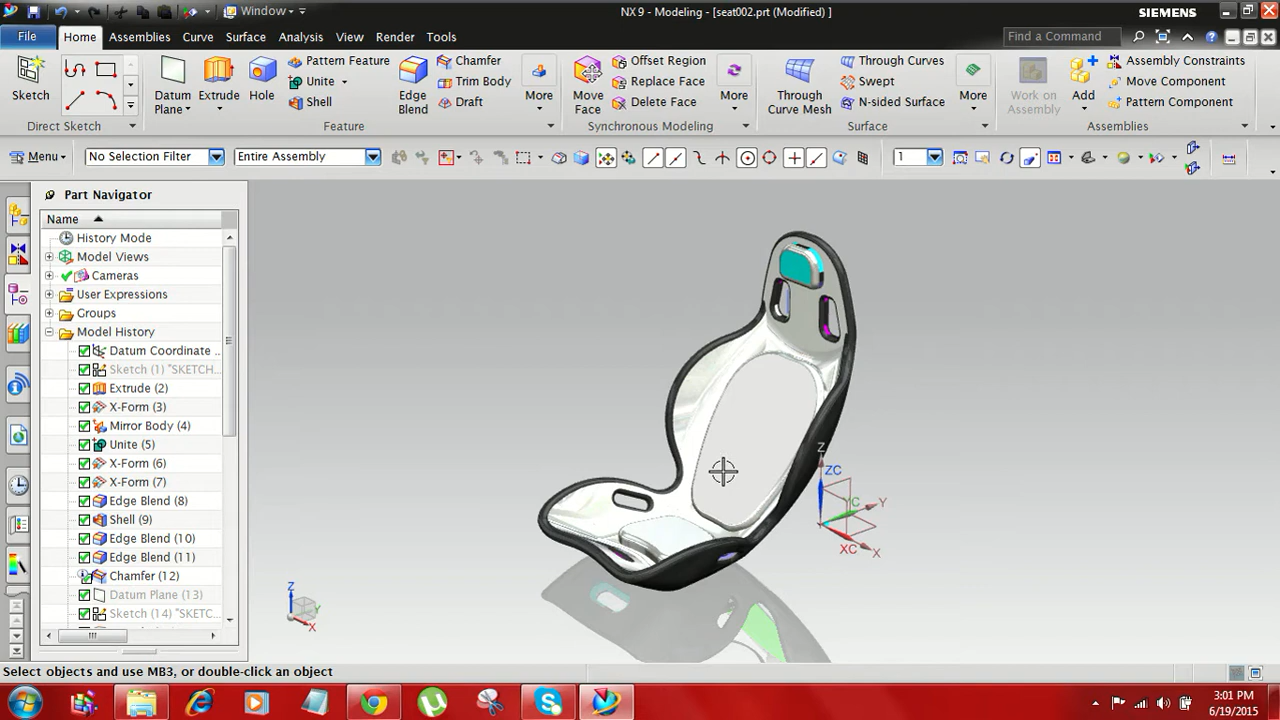 Window
NX 9 - Modeling - [seat002.prt (Modified) ]
SIEMENS
File
Home
Assemblies
Curve
Surface
Analysis
View
Render
Tools
Find a Command
Sketch
Direct Sketch
Datum
Plane
Extrude
Hole
Pattern Feature
Unite
Shell
Edge
Blend
Chamfer
Trim Body
Draft
More
Feature
Move
Face
Offset Region
Replace Face
Delete Face
More
Synchronous Modeling
Through
Curve Mesh
Through Curves
Swept
N-sided Surface
More
Surface
Work on
Assembly
Add
Assembly Constraints
Move Component
Pattern Component
Assemblies
Menu
No Selection Filter
Entire Assembly
1
Part Navigator
Name
History Mode
Model Views
Cameras
User Expressions
Groups
Model History
Datum Coordinate ..
Sketch (1) "SKETCH...
Extrude (2)
X-Form (3)
Mirror Body (4)
Unite (5)
X-Form (6)
X-Form (7)
Edge Blend (8)
Shell (9)
Edge Blend (10)
Edge Blend (11)
Chamfer (12)
Datum Plane (13)
Sketch (14) "SKETC...
Z
ZC
YC
Y
XC
X
Z
Y
X
Select objects and use MB3, or double-click an object
3:01 PM
6/19/2015